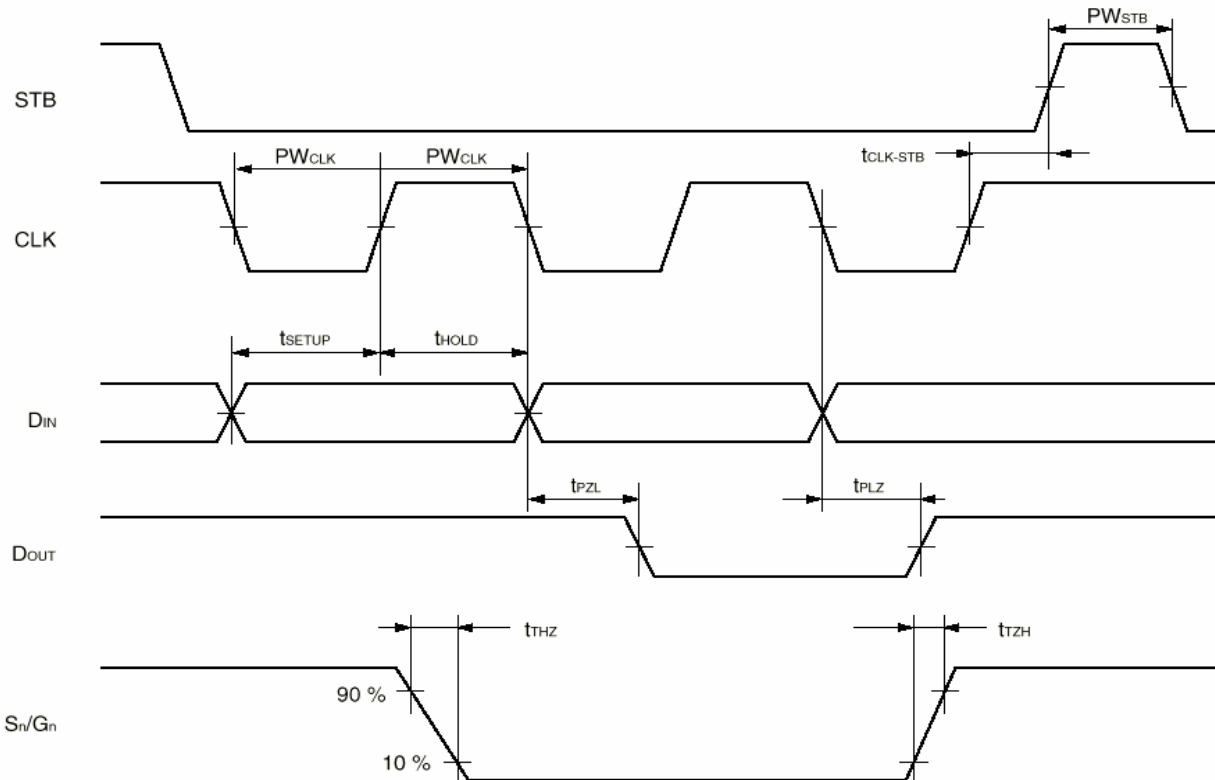 PWSTB
STB
tCLK-STB
PWCLK PWCLK
CLK
tSETUP tHOLD
DIN
tPZL tPLZ
DOUT
tTHZ tTZH
90 %
Sn/Gn
10 %